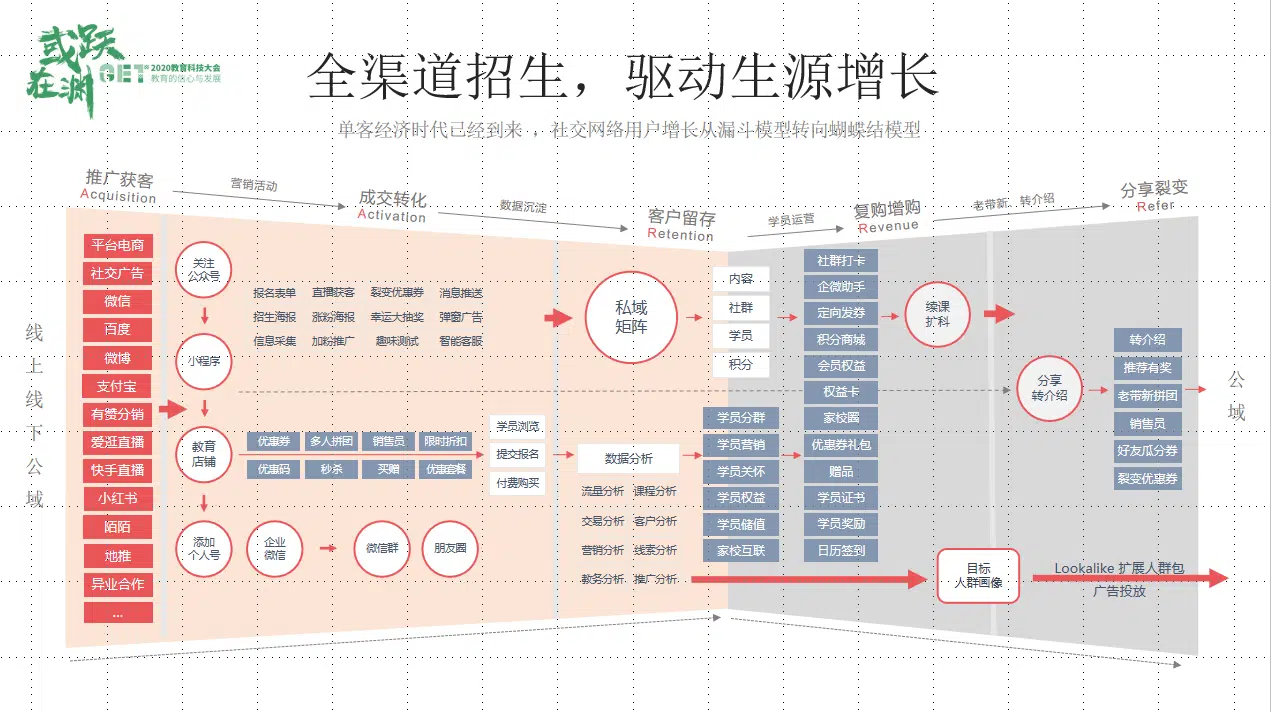 或跃
在渊
GET
2020教育科技大会
教育的信心与发展
全渠道招生，驱动生源增长
单客经济时代已经到来 ，社交网络用户增长从漏斗模型转向蝴蝶结模型
推广获客
Acquisition
营销活动
成交转化
Activation
数据沉淀
客户留存
Retention
学员运营
复购增购
Revenue
老带新、转介绍
分享裂变
Refer
线上线下公域
平台电商
社交广告
微信
百度
微博
支付宝
有赞分销
爱逛直播
快手直播
小红书
陌陌
地推
异业合作
...
关注
公众号
小程序
教育
店铺
添加
个人号
企业
微信
微信群
朋友圈
报名表单 直播获客 裂变优惠券 消息推送
招生海报 涨粉海报 幸运大抽奖 弹窗广告
信息采集 加粉推广 趣味测试 智能客服
优惠券 多人拼团 销售员 限时折扣
优惠码 秒杀 买赠 优惠套餐
学员浏览
提交报名
付费购买
私域
矩阵
数据分析
流量分析 课程分析
交易分析 客户分析
营销分析 线索分析
教务分析 推广分析
内容
社群
学员
积分
学员分群
学员营销
学员关怀
学员权益
学员储值
家校互联
社群打卡
企微助手
定向发券
积分商城
会员权益
权益卡
家校圈
优惠券礼包
赠品
学员证书
学员奖励
日历签到
续课
扩科
分享
转介绍
目标
人群画像
转介绍
推荐有奖
老带新拼团
销售员
好友瓜分券
裂变优惠券
Lookalike 扩展人群包
广告投放
公域